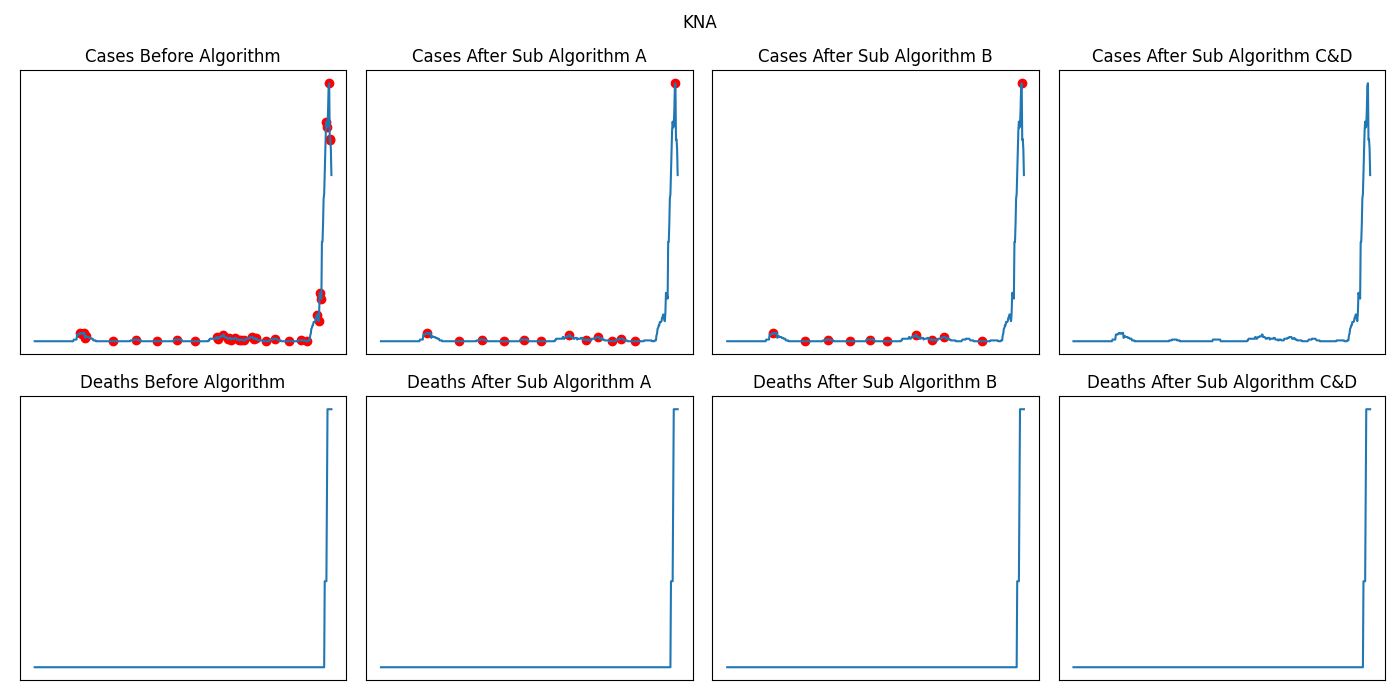 KNA
Cases Before Algorithm
Cases After Sub Algorithm A
Cases After Sub Algorithm B
Cases After Sub Algorithm C&D
Deaths Before Algorithm
Deaths After Sub Algorithm A
Deaths After Sub Algorithm B
Deaths After Sub Algorithm C&D